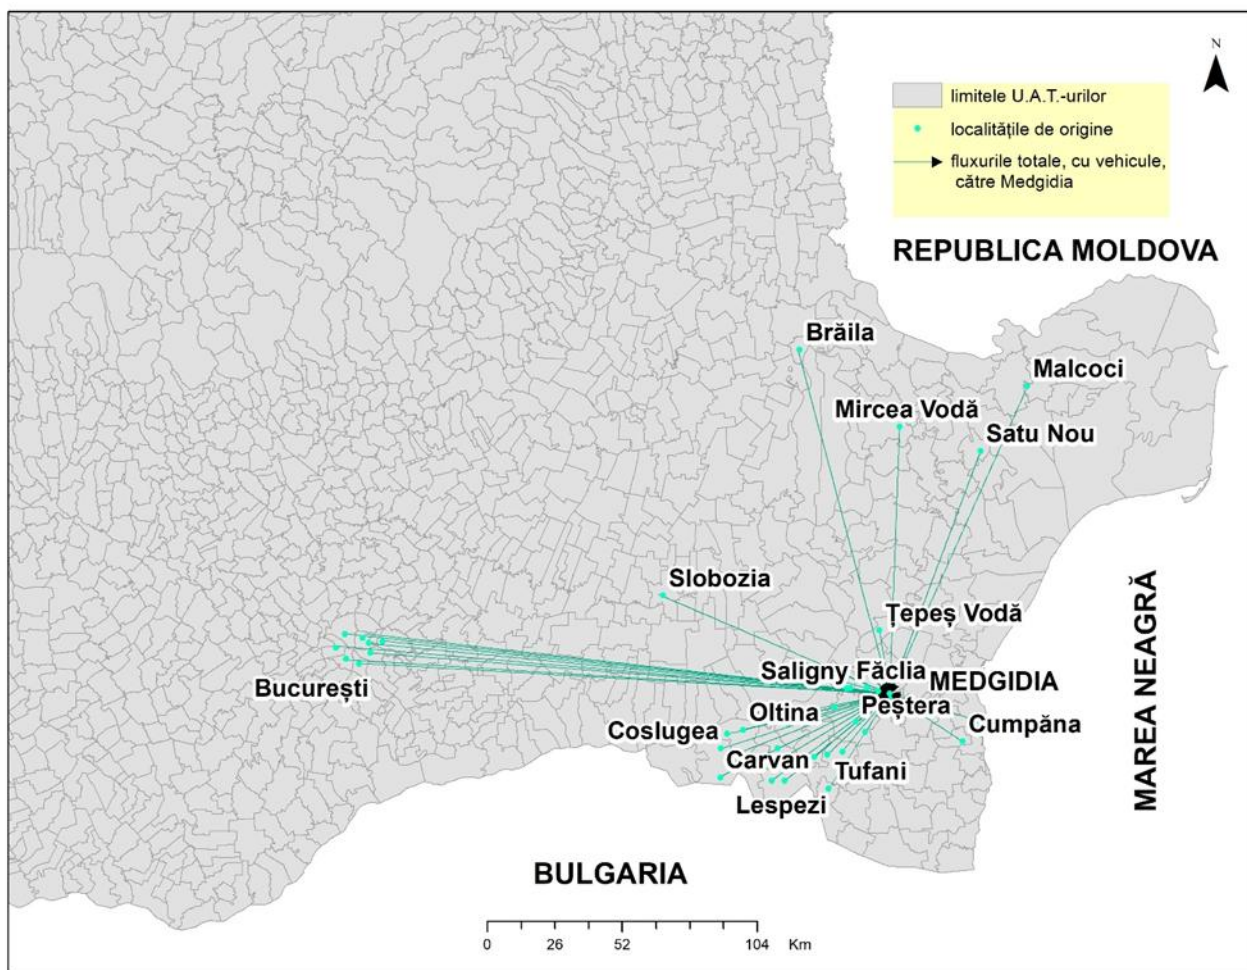 N
limitele U.A.T.-urilor
localitățile de origine
fluxurile totale, cu vehicule,
către Medgidia
REPUBLICA MOLDOVA
Brăila
Malcoci
Mircea Vodă
Satu Nou
Slobozia
Țepeș Vodă
Saligny Făclia
MEDGIDIA
București
Peștera
Oltina
Cumpăna
Coslugea
Carvan
Tufani
Lespezi
MAREA NEAGRĂ
BULGARIA
0 26 52 104 Km